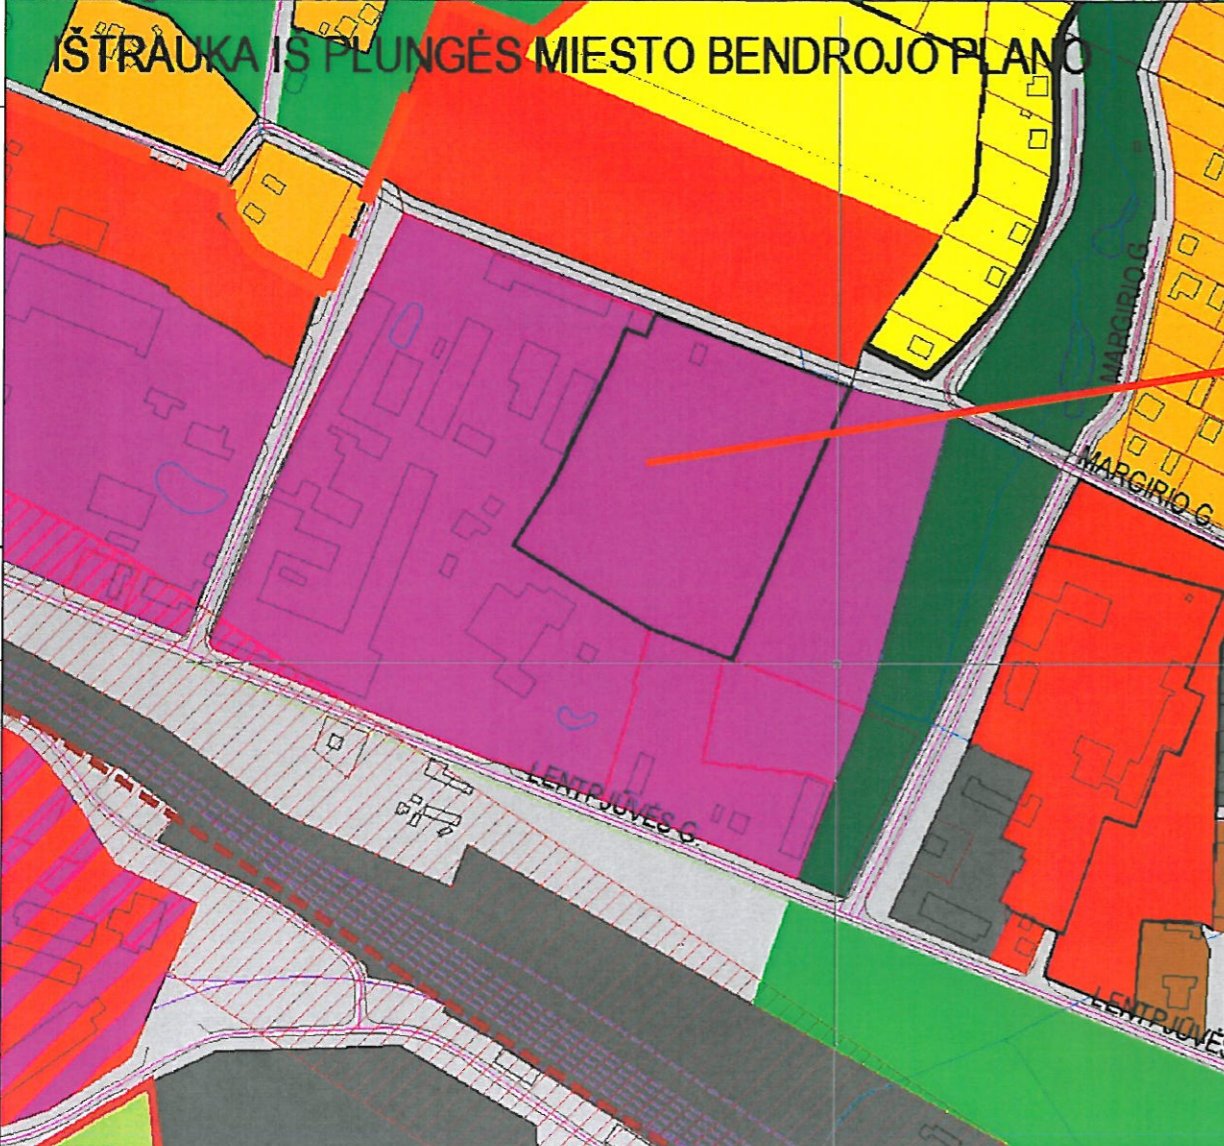 IŠTRAUKA IŠ PLUNGĖS MIESTO BENDROJO PLANO
MARGIRIO G.
MARGIRIO G.
LENTPJŪVĖS G.
LENTPJŪVĖS